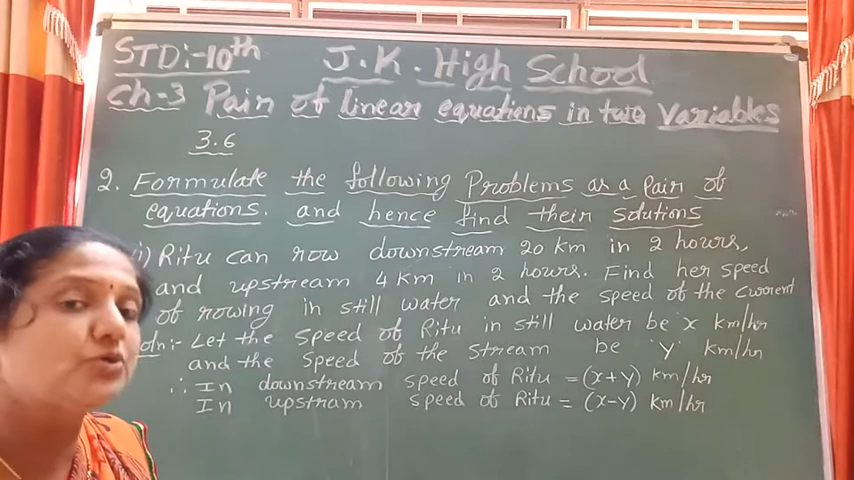 STD:-10th J.K. High School
Ch-3 Pair of linear equations in two Variables
3.6
2. Formulate the following Problems as a pair of
equations. and hence find their solutions
i) Ritu can row downstream 20 km in 2 hours,
and upstream 4 km in 2 hours. Find her speed
of rowing in still water and the speed of the current
oln:- Let the speed of Ritu in still water be 'x' km/hr
and the speed of the stream be 'y' km/hr
∴ In downstream speed of Ritu = (x+y) km/hr
In upstram speed of Ritu = (x-y) km/hr